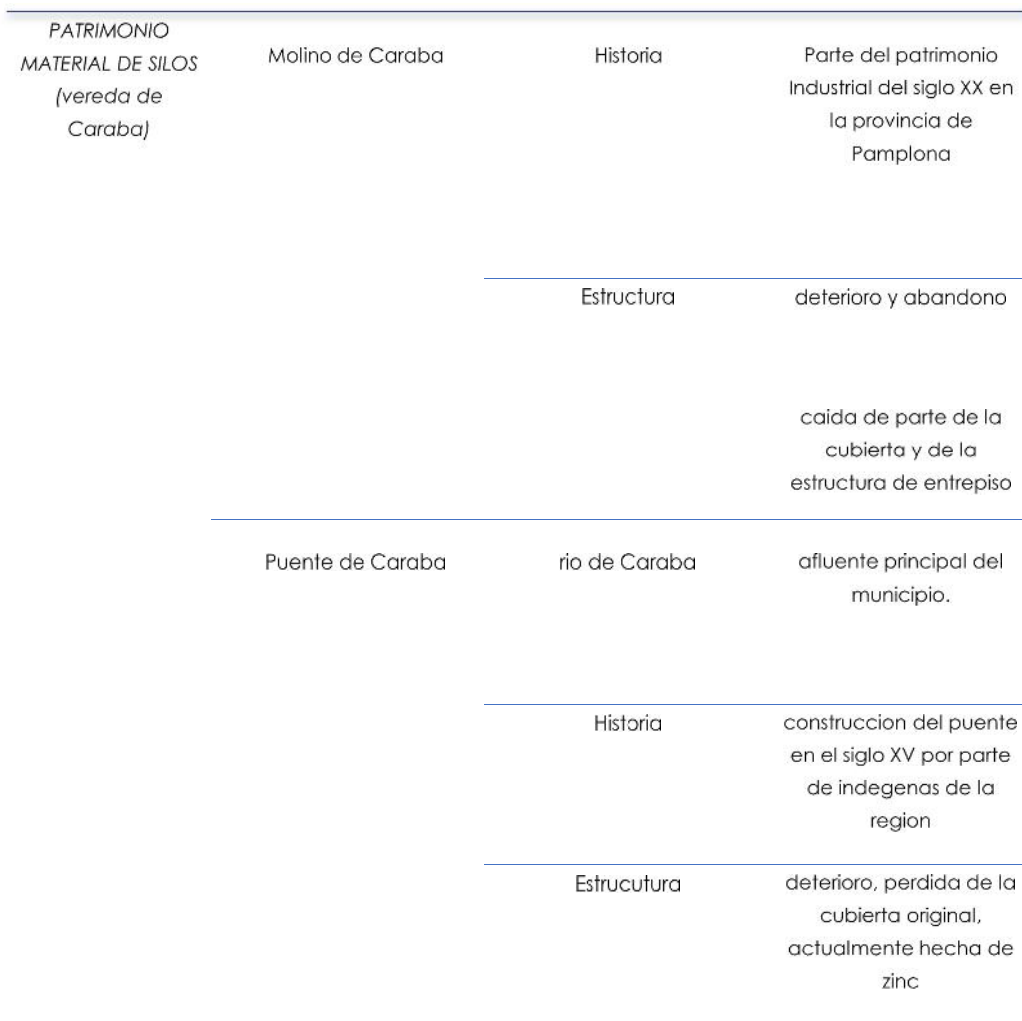 PATRIMONIO
MATERIAL DE SILOS
(vereda de
Caraba)
Molino de Caraba
Historia
Parte del patrimonio
Industrial del siglo XX en
la provincia de
Pamplona
Estructura
deterioro y abandono
caida de parte de la
cubierta y de la
estructura de entrepiso
Puente de Caraba
rio de Caraba
afluente principal del
municipio.
Historia
construccion del puente
en el siglo XV por parte
de indegenas de la
region
Estrucutura
deterioro, perdida de la
cubierta original,
actualmente hecha de
zinc